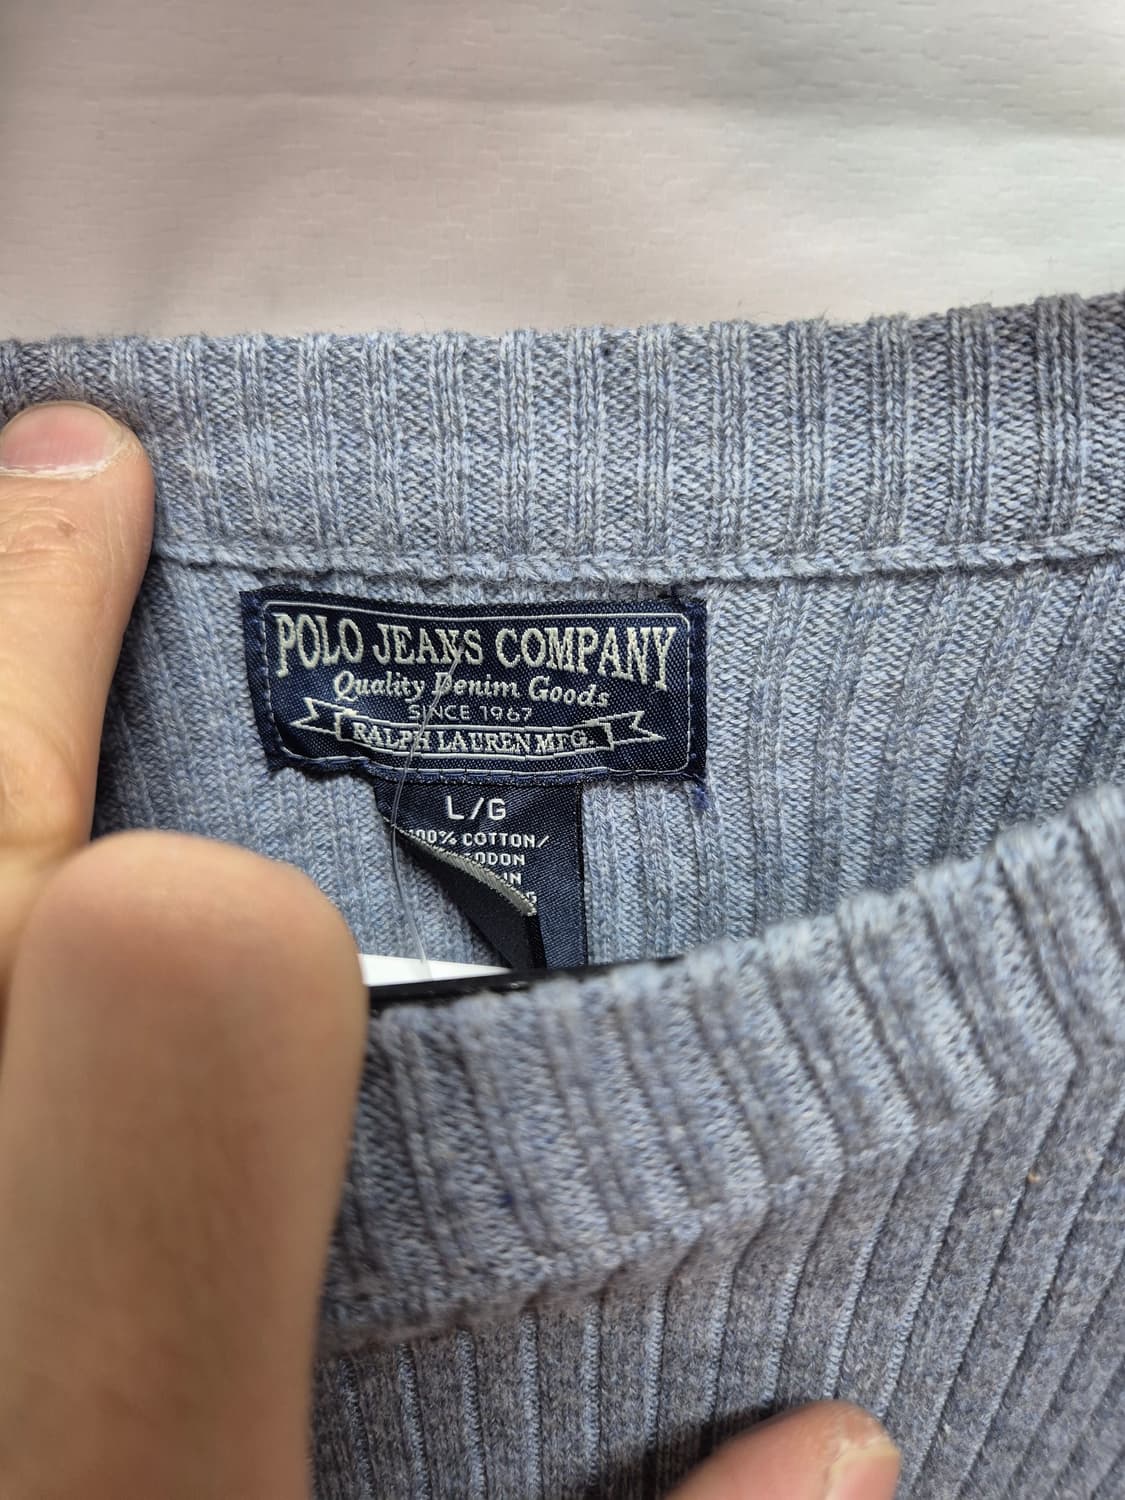 POLO JEANS COMPANY
Quality Denim Goods
SINCE 1967
RALPH LAUREN MFG.
L/G
100% COTTON/